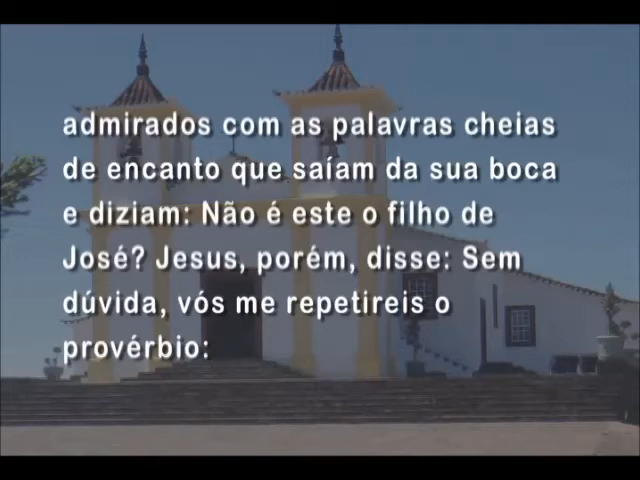 admirados com as palavras cheias
de encanto que saíam da sua boca
e diziam: Não é este o filho de
José? Jesus, porém, disse: Sem
dúvida, vós me repetireis o
provérbio: